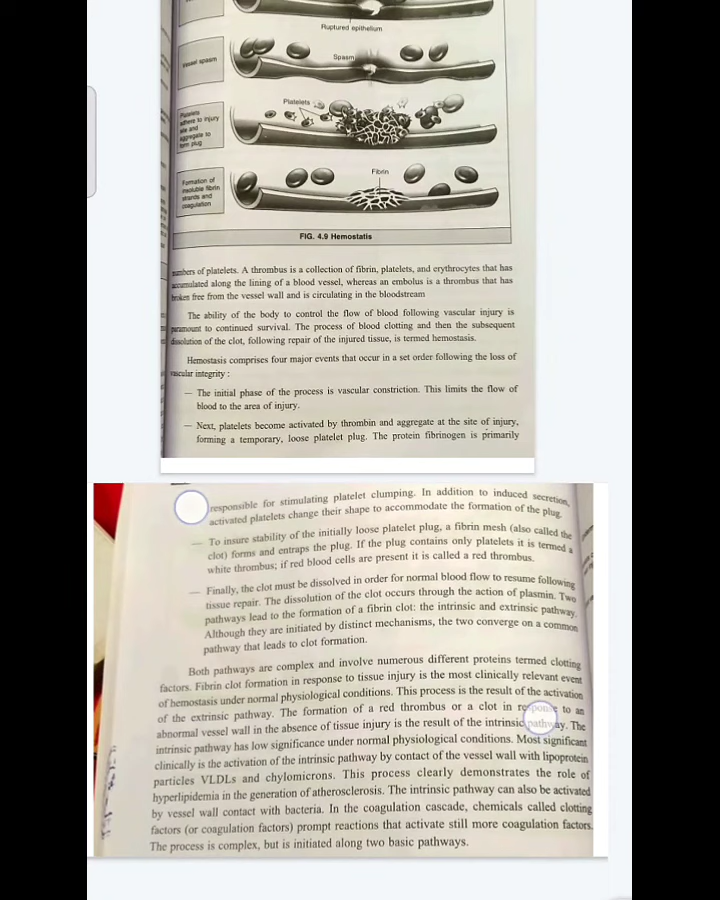 Ruptured epithelium
Vessel spasm
Spasm
Platelets
adhere to injury
site and
aggregate to
form plug
Platelets
Formation of
insoluble fibrin
strands and
coagulation
Fibrin
FIG. 4.9 Hemostatis
numbers of platelets. A thrombus is a collection of fibrin, platelets, and erythrocytes that has
accumulated along the lining of a blood vessel, whereas an embolus is a thrombus that has
broken free from the vessel wall and is circulating in the bloodstream
The ability of the body to control the flow of blood following vascular injury is
paramount to continued survival. The process of blood clotting and then the subsequent
dissolution of the clot, following repair of the injured tissue, is termed hemostasis.
Hemostasis comprises four major events that occur in a set order following the loss of
vascular integrity :
— The initial phase of the process is vascular constriction. This limits the flow of
blood to the area of injury.
— Next, platelets become activated by thrombin and aggregate at the site of injury,
forming a temporary, loose platelet plug. The protein fibrinogen is primarily
responsible for stimulating platelet clumping. In addition to induced secretion,
activated platelets change their shape to accommodate the formation of the plug.
— To insure stability of the initially loose platelet plug, a fibrin mesh (also called the
clot) forms and entraps the plug. If the plug contains only platelets it is termed a
white thrombus; if red blood cells are present it is called a red thrombus.
— Finally, the clot must be dissolved in order for normal blood flow to resume following
tissue repair. The dissolution of the clot occurs through the action of plasmin. Two
pathways lead to the formation of a fibrin clot: the intrinsic and extrinsic pathway.
Although they are initiated by distinct mechanisms, the two converge on a common
pathway that leads to clot formation.
Both pathways are complex and involve numerous different proteins termed clotting
factors. Fibrin clot formation in response to tissue injury is the most clinically relevant event
of hemostasis under normal physiological conditions. This process is the result of the activation
of the extrinsic pathway. The formation of a red thrombus or a clot in response to an
abnormal vessel wall in the absence of tissue injury is the result of the intrinsic pathway. The
intrinsic pathway has low significance under normal physiological conditions. Most significant
clinically is the activation of the intrinsic pathway by contact of the vessel wall with lipoprotein
particles VLDLs and chylomicrons. This process clearly demonstrates the role of
hyperlipidemia in the generation of atherosclerosis. The intrinsic pathway can also be activated
by vessel wall contact with bacteria. In the coagulation cascade, chemicals called clotting
factors (or coagulation factors) prompt reactions that activate still more coagulation factors.
The process is complex, but is initiated along two basic pathways.